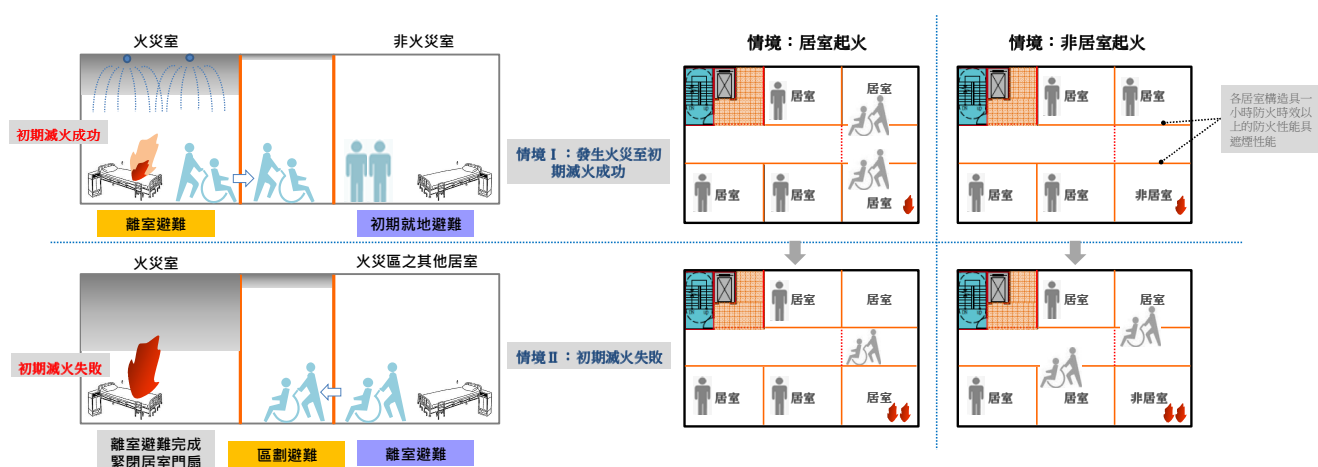 火災室
非火災室
初期滅火成功
離室避難
初期就地避難
火災室
火災區之其他居室
初期滅火失敗
離室避難完成
緊閉居室門扇
區劃避難
離室避難
情境：居室起火
情境：非居室起火
情境Ⅰ：發生火災至初
期滅火成功
居室
居室
居室
居室
居室
居室
居室
居室
居室
非居室
各居室構造具一
小時防火時效以
上的防火性能具
遮煙性能
情境Ⅱ：初期滅火失敗
居室
居室
居室
居室
居室
居室
居室
居室
居室
非居室